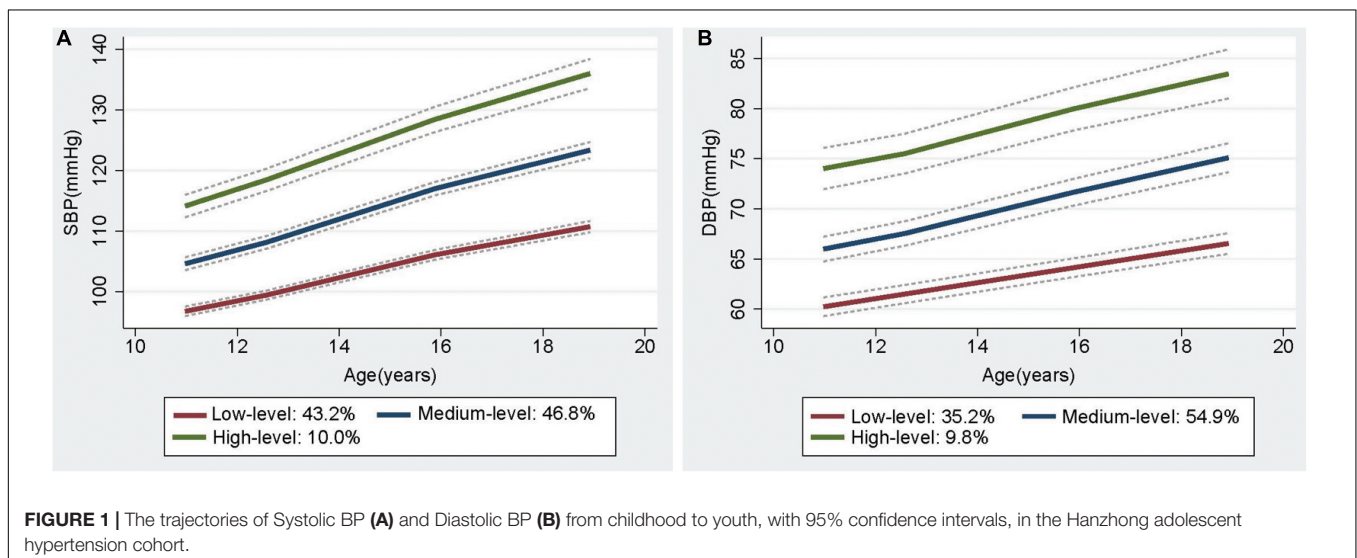 A
SBP(mmHg)
140
130
120
110
100
10 12 14 16 18 20
Age(years)
Low-level: 43.2% Medium-level: 46.8%
High-level: 10.0%
B
DBP(mmHg)
85
80
75
70
65
60
10 12 14 16 18 20
Age(years)
Low-level: 35.2% Medium-level: 54.9%
High-level: 9.8%
FIGURE 1 | The trajectories of Systolic BP (A) and Diastolic BP (B) from childhood to youth, with 95% confidence intervals, in the Hanzhong adolescent
hypertension cohort.